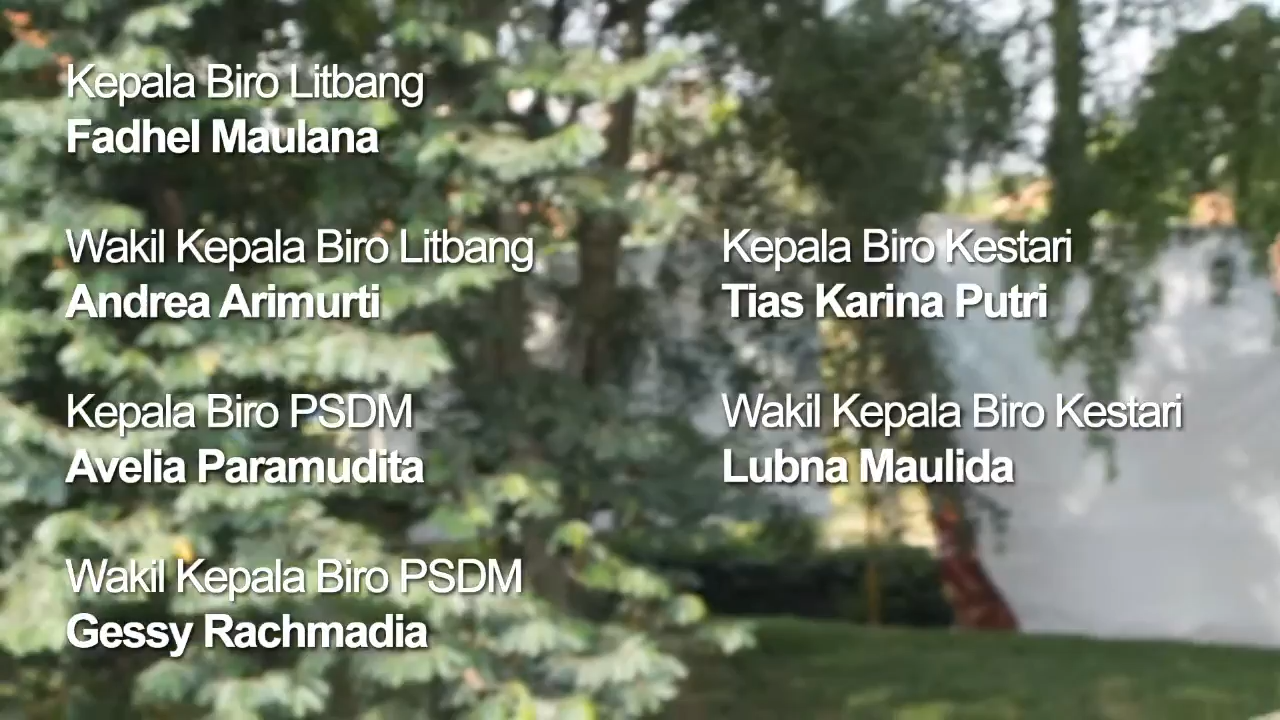 Kepala Biro Litbang
Fadhel Maulana
Wakil Kepala Biro Litbang
Andrea Arimurti
Kepala Biro PSDM
Avelia Paramudita
Wakil Kepala Biro PSDM
Gessy Rachmadia
Kepala Biro Kestari
Tias Karina Putri
Wakil Kepala Biro Kestari
Lubna Maulida